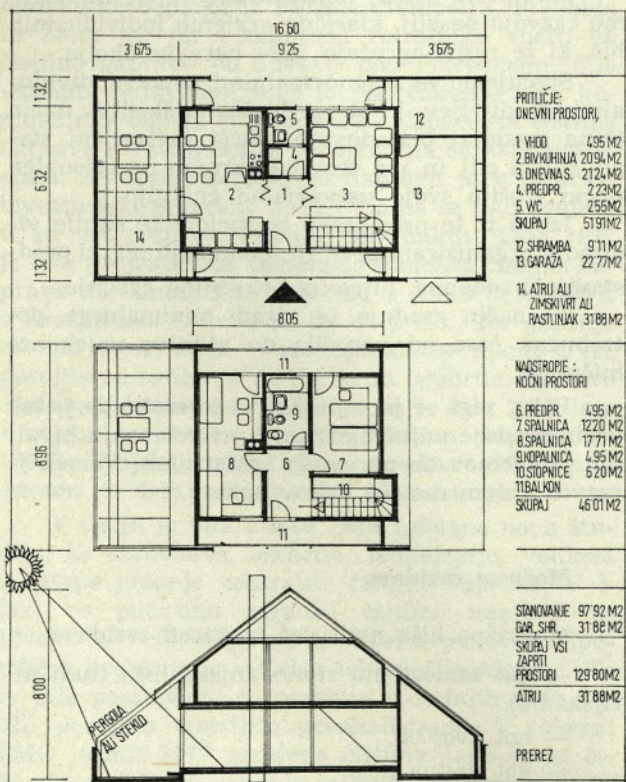 16 60
3 675
9 25
3 675
1 32
6 32
1 32
5
12
4
2
1
3
13
14
8 05
11
9
8
6
7
10
11
8 96
8 00
PERGOLA
ALI STEKLO
PRITLIČJE:
DNEVNI PROSTORI,
1. VHOD 4'95 M2
2. BIV.KUHINJA 20'94 M2
3. DNEVNA S. 21'24 M2
4. PREDPR. 2'23 M2
5. WC 2'55 M2
SKUPAJ 51'91 M2
12. SHRAMBA 9'11 M2
13. GARAŽA 22'77 M2
14. ATRIJ ALI
ZIMSKI VRT ALI
RASTLINJAK 31'88 M2
NADSTROPJE :
NOČNI PROSTORI
6. PREDPR. 4'95 M2
7. SPALNICA 12'20 M2
8. SPALNICA 17'71 M2
9. KOPALNICA 4'95 M2
10. STOPNICE 6'20 M2
11. BALKON
SKUPAJ 46'01 M2
STANOVANJE 97'92 M2
GAR., SHR., 31'88 M2
SKUPAJ VSI
ZAPRTI
PROSTORI 129'80 M2
ATRIJ 31'88 M2
PREREZ